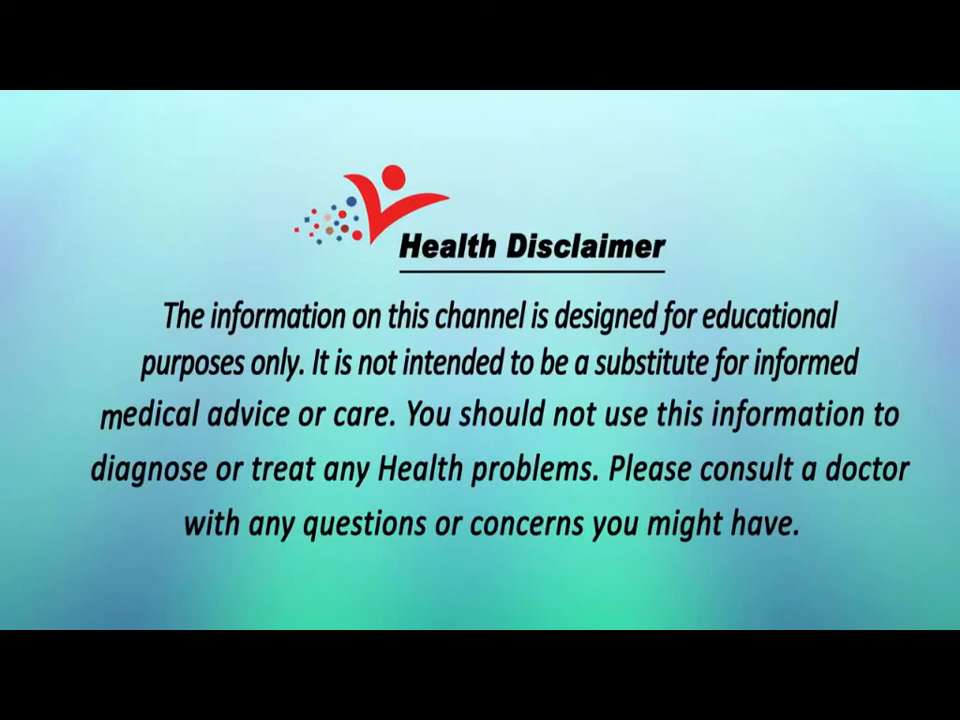 Health Disclaimer
The information on this channel is designed for educational
purposes only. It is not intended to be a substitute for informed
medical advice or care. You should not use this information to
diagnose or treat any Health problems. Please consult a doctor
with any questions or concerns you might have.